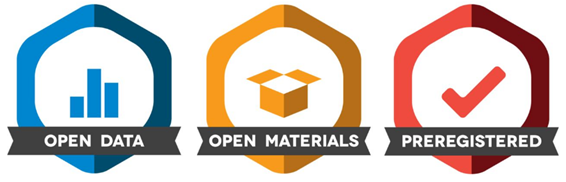 OPEN DATA
OPEN MATERIALS
PREREGISTERED